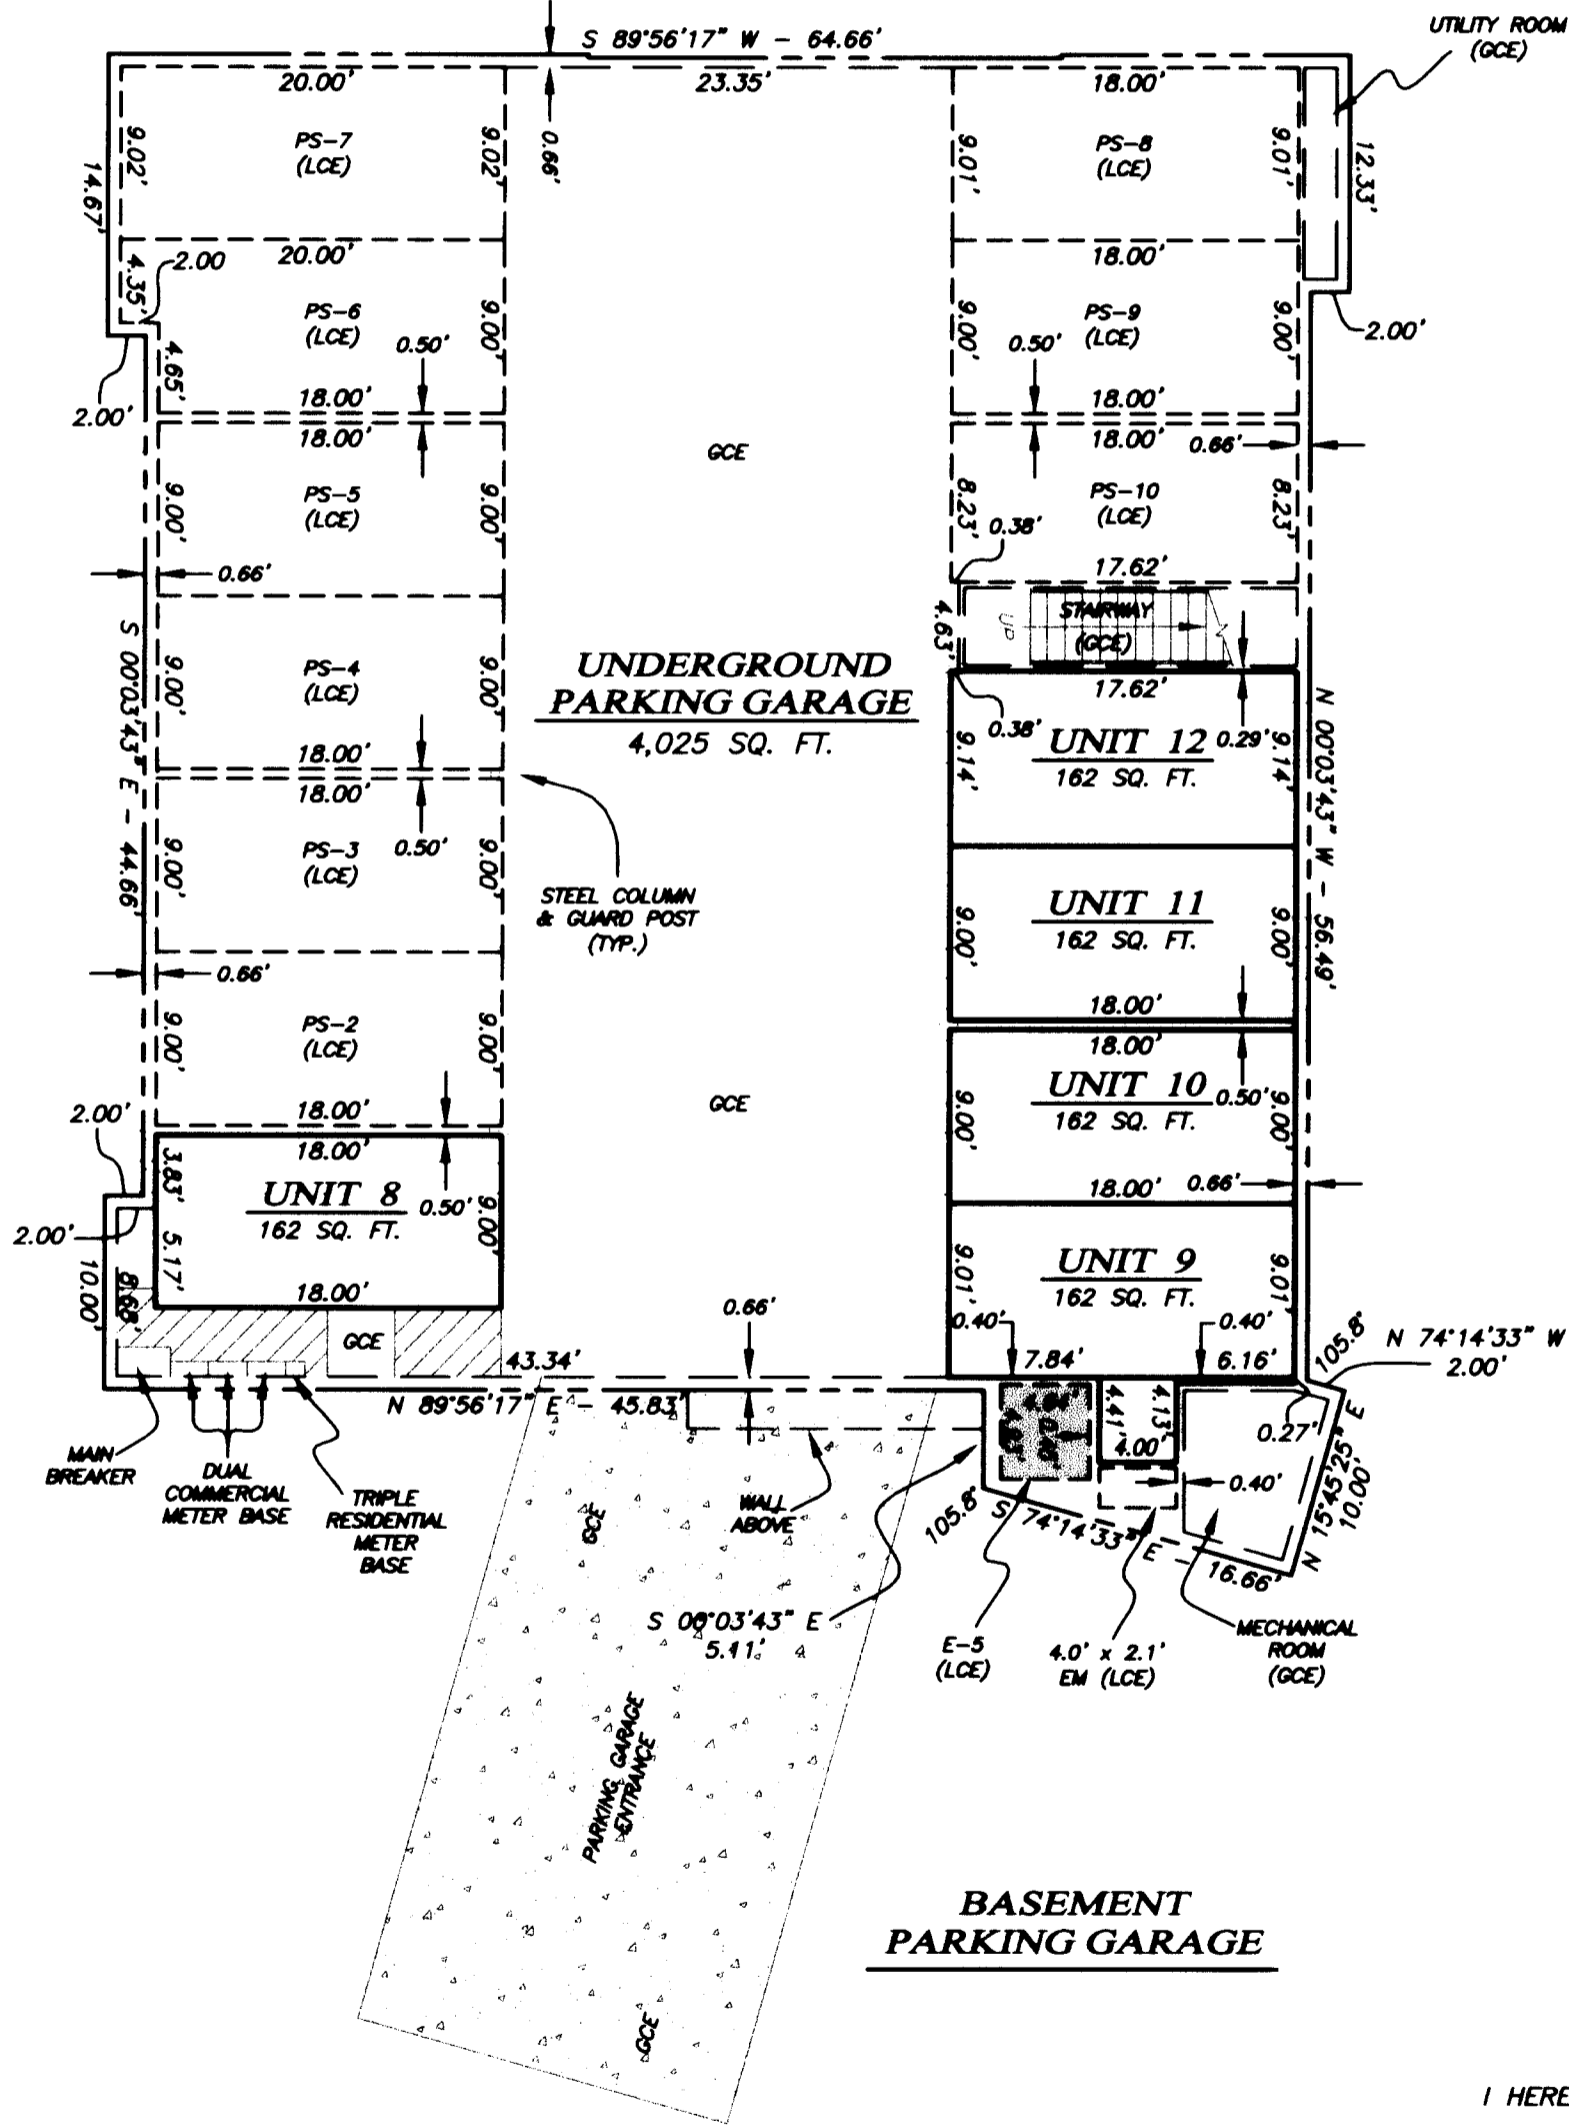 UTILITY ROOM
(GCE)
S 89°56'17" W - 64.66'
20.00'
23.35'
18.00'
0.66'
14.67'
9.02'
PS-7
(LCE)
9.02'
9.01'
PS-8
(LCE)
9.01'
12.33'
20.00'
18.00'
4.35'
2.00
PS-6
(LCE)
9.00'
0.50'
4.65'
2.00'
18.00'
9.00'
PS-9
(LCE)
9.00'
0.50'
18.00'
2.00'
18.00'
18.00'
0.66'
GCE
9.00'
PS-5
(LCE)
9.00'
8.23'
PS-10
(LCE)
8.23'
0.38'
17.62'
0.66'
4.63'
UP
STAIRWAY
(GCE)
S 00°03'43" E - 44.66'
9.00'
PS-4
(LCE)
9.00'
UNDERGROUND
PARKING GARAGE
4,025 SQ. FT.
17.62'
0.38'
0.29'
9.14'
UNIT 12
162 SQ. FT.
9.14'
N 00°03'43" W - 56.49'
18.00'
18.00'
9.00'
PS-3
(LCE)
0.50'
9.00'
STEEL COLUMN
& GUARD POST
(TYP.)
9.00'
UNIT 11
162 SQ. FT.
9.00'
18.00'
0.66'
9.00'
PS-2
(LCE)
9.00'
18.00'
GCE
18.00'
9.00'
UNIT 10
162 SQ. FT.
0.50'
9.00'
18.00'
0.66'
2.00'
18.00'
3.83'
UNIT 8
162 SQ. FT.
0.50'
9.00'
5.17'
18.00'
2.00'
10.00'
8.68'
GCE
9.01'
UNIT 9
162 SQ. FT.
9.01'
0.66'
0.40'
0.40'
7.84'
6.16'
105.8°
N 74°14'33" W
2.00'
43.34'
N 89°56'17" E - 45.83'
4.41'
4.13'
4.00'
0.27'
0.40'
N 15°45'25" E
10.00'
MAIN
BREAKER
DUAL
COMMERCIAL
METER BASE
TRIPLE
RESIDENTIAL
METER
BASE
GCE
WALL
ABOVE
105.8°
S 74°14'33" E - 16.66'
S 00°03'43" E
5.11'
E-5
(LCE)
4.0' x 2.1'
EM (LCE)
MECHANICAL
ROOM
(GCE)
PARKING GARAGE
ENTRANCE
GCE
BASEMENT
PARKING GARAGE
I HERE